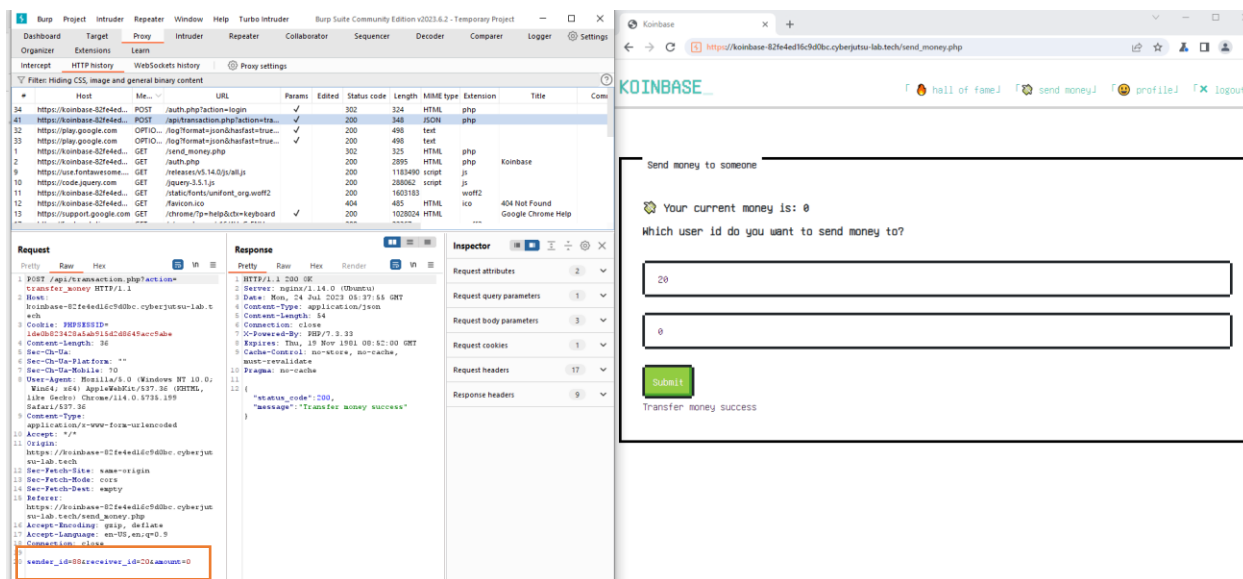 Burp Project Intruder Repeater Window Help Turbo Intruder Burp Suite Community Edition v2023.6.2 - Temporary Project
Dashboard Target Proxy Intruder Repeater Collaborator Sequencer Decoder Comparer Logger Settings
Organizer Extensions Learn
Intercept HTTP history WebSockets history Proxy settings
Filter: Hiding CSS, image and general binary content
# Host Me... URL Params Edited Status code Length MIME type Extension Title
34 https://koinbase-82fe4ed... POST /auth.php?action=login ✓ 302 324 HTML php
41 https://koinbase-82fe4ed... POST /api/transaction.php?action=tra... ✓ 200 348 JSON php
32 https://play.google.com OPTIO... /log?format=json&hasfast=true... ✓ 200 498 text
33 https://play.google.com OPTIO... /log?format=json&hasfast=true... ✓ 200 498 text
1 https://koinbase-82fe4ed... GET /send_money.php 302 325 HTML php
2 https://koinbase-82fe4ed... GET /auth.php 200 2895 HTML php Koinbase
9 https://use.fontawesome... GET /releases/v5.14.0/js/all.js 200 1183490 script js
10 https://code.jquery.com GET /jquery-3.5.1.js 200 288062 script js
11 https://koinbase-82fe4ed... GET /static/fonts/unifont_org.woff2 200 1603183 woff2
12 https://koinbase-82fe4ed... GET /favicon.ico 404 485 HTML ico 404 Not Found
13 https://support.google.com GET /chrome/?p=help&ctx=keyboard ✓ 200 1028024 HTML Google Chrome Help
Request
Pretty Raw Hex
1 POST /api/transaction.php?action=
transfer_money HTTP/1.1
2 Host:
koinbase-82fe4ed16c9d0bc.cyberjutsu-lab.t
ech
3 Cookie: PHPSESSID=
1de0b823428a5ab915d2d8649acc9abe
4 Content-Length: 36
5 Sec-Ch-Ua:
6 Sec-Ch-Ua-Platform: ""
7 Sec-Ch-Ua-Mobile: ?0
8 User-Agent: Mozilla/5.0 (Windows NT 10.0;
Win64; x64) AppleWebKit/537.36 (KHTML,
like Gecko) Chrome/114.0.5735.199
Safari/537.36
9 Content-Type:
application/x-www-form-urlencoded
10 Accept: */*
11 Origin:
https://koinbase-82fe4ed16c9d0bc.cyberjut
su-lab.tech
12 Sec-Fetch-Site: same-origin
13 Sec-Fetch-Mode: cors
14 Sec-Fetch-Dest: empty
15 Referer:
https://koinbase-82fe4ed16c9d0bc.cyberjut
su-lab.tech/send_money.php
16 Accept-Encoding: gzip, deflate
17 Accept-Language: en-US,en;q=0.9
18 Connection: close
19
20 sender_id=88&receiver_id=20&amount=0
Response
Pretty Raw Hex Render
1 HTTP/1.1 200 OK
2 Server: nginx/1.14.0 (Ubuntu)
3 Date: Mon, 24 Jul 2023 05:37:55 GMT
4 Content-Type: application/json
5 Content-Length: 54
6 Connection: close
7 X-Powered-By: PHP/7.3.33
8 Expires: Thu, 19 Nov 1981 08:52:00 GMT
9 Cache-Control: no-store, no-cache,
must-revalidate
10 Pragma: no-cache
11
12 {
"status_code":200,
"message":"Transfer money success"
}
Inspector
Request attributes 2
Request query parameters 1
Request body parameters 3
Request cookies 1
Request headers 17
Response headers 9
Koinbase
https://koinbase-82fe4ed16c9d0bc.cyberjutsu-lab.tech/send_money.php
KOINBASE_
「🔥 hall of fame」 「💸 send money」 「😃 profile」 「✕ logout
Send money to someone
💸 Your current money is: 0
Which user id do you want to send money to?
20
0
Submit
Transfer money success